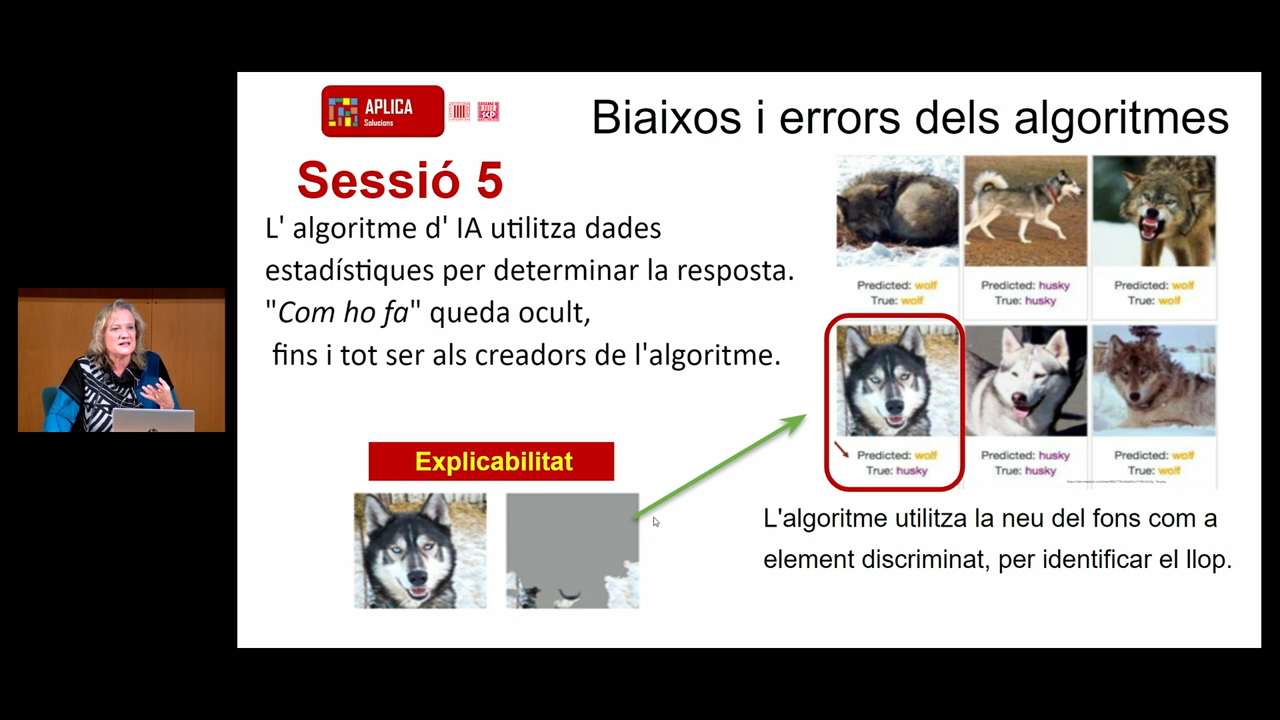 APLICA
Solucions
Biaixos i errors dels algoritmes
Sessió 5
L' algoritme d' IA utilitza dades
estadístiques per determinar la resposta.
"Com ho fa" queda ocult,
fins i tot ser als creadors de l'algoritme.
Predicted: wolf
True: wolf
Predicted: husky
True: husky
Predicted: wolf
True: wolf
Predicted: wolf
True: husky
Predicted: husky
True: husky
Predicted: wolf
True: wolf
Explicabilitat
L'algoritme utilitza la neu del fons com a
element discriminat, per identificar el llop.